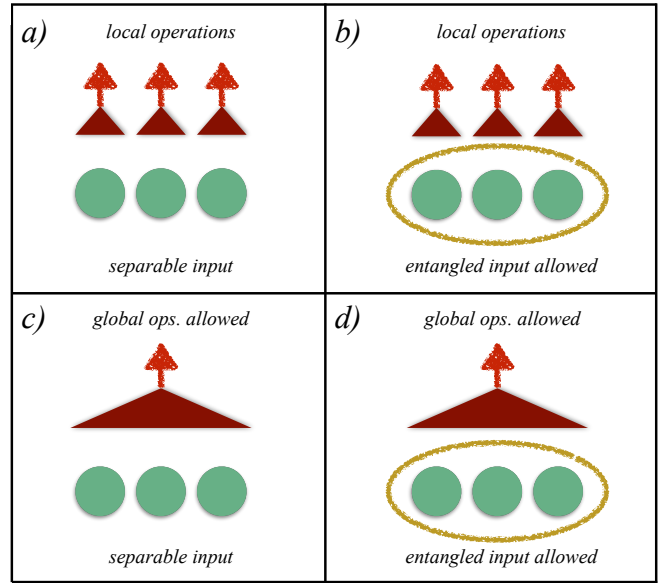 a)
local operations
separable input
b)
local operations
entangled input allowed
c)
global ops. allowed
separable input
d)
global ops. allowed
entangled input allowed